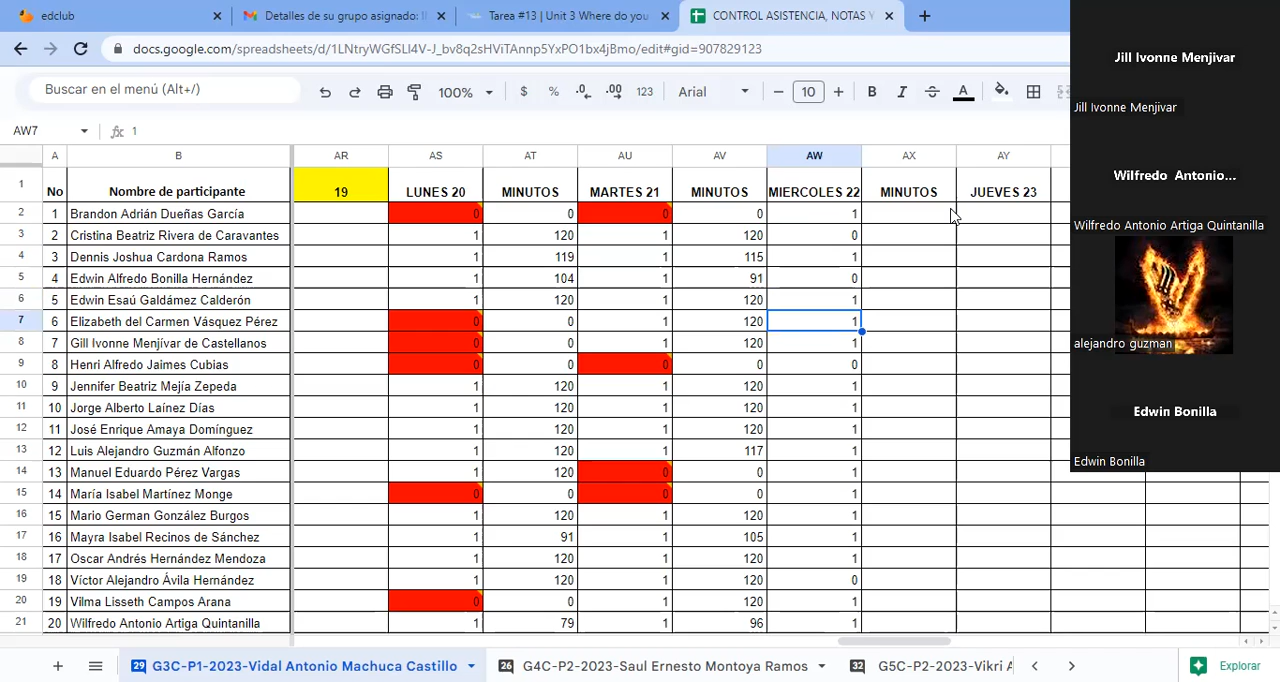 edclub
Detalles de su grupo asignado: I
Tarea #13 | Unit 3 Where do you
CONTROL ASISTENCIA, NOTAS Y
docs.google.com/spreadsheets/d/1LNtryWGfSLI4V-J_bv8q2sHViTAnnp5YxPO1bx4jBmo/edit#gid=907829123
Buscar en el menú (Alt+/)
100%
$ % .0 .00 123
Arial
10
B I A
AW7
1
A B AR AS AT AU AV AW AX AY
1 No Nombre de participante 19 LUNES 20 MINUTOS MARTES 21 MINUTOS MIERCOLES 22 MINUTOS JUEVES 23
2 1 Brandon Adrián Dueñas García 0 0 0 0 1
3 2 Cristina Beatriz Rivera de Caravantes 1 120 1 120 0
4 3 Dennis Joshua Cardona Ramos 1 119 1 115 1
5 4 Edwin Alfredo Bonilla Hernández 1 104 1 91 0
6 5 Edwin Esaú Galdámez Calderón 1 120 1 120 1
7 6 Elizabeth del Carmen Vásquez Pérez 0 0 1 120 1
8 7 Gill Ivonne Menjivar de Castellanos 0 0 1 120 1
9 8 Henri Alfredo Jaimes Cubias 0 0 0 0 0
10 9 Jennifer Beatriz Mejía Zepeda 1 120 1 120 1
11 10 Jorge Alberto Laínez Días 1 120 1 120 1
12 11 José Enrique Amaya Domínguez 1 120 1 120 1
13 12 Luis Alejandro Guzmán Alfonzo 1 120 1 117 1
14 13 Manuel Eduardo Pérez Vargas 1 120 0 0 1
15 14 María Isabel Martínez Monge 0 0 0 0 1
16 15 Mario German González Burgos 1 120 1 120 1
17 16 Mayra Isabel Recinos de Sánchez 1 91 1 105 1
18 17 Oscar Andrés Hernández Mendoza 1 120 1 120 1
19 18 Víctor Alejandro Ávila Hernández 1 120 1 120 0
20 19 Vilma Lisseth Campos Arana 0 0 1 120 1
21 20 Wilfredo Antonio Artiga Quintanilla 1 79 1 96 1
29 G3C-P1-2023-Vidal Antonio Machuca Castillo
26 G4C-P2-2023-Saul Ernesto Montoya Ramos
32 G5C-P2-2023-Vikri A
Explorar
Jill Ivonne Menjivar
Jill Ivonne Menjivar
Wilfredo Antonio...
Wilfredo Antonio Artiga Quintanilla
alejandro guzman
Edwin Bonilla
Edwin Bonilla